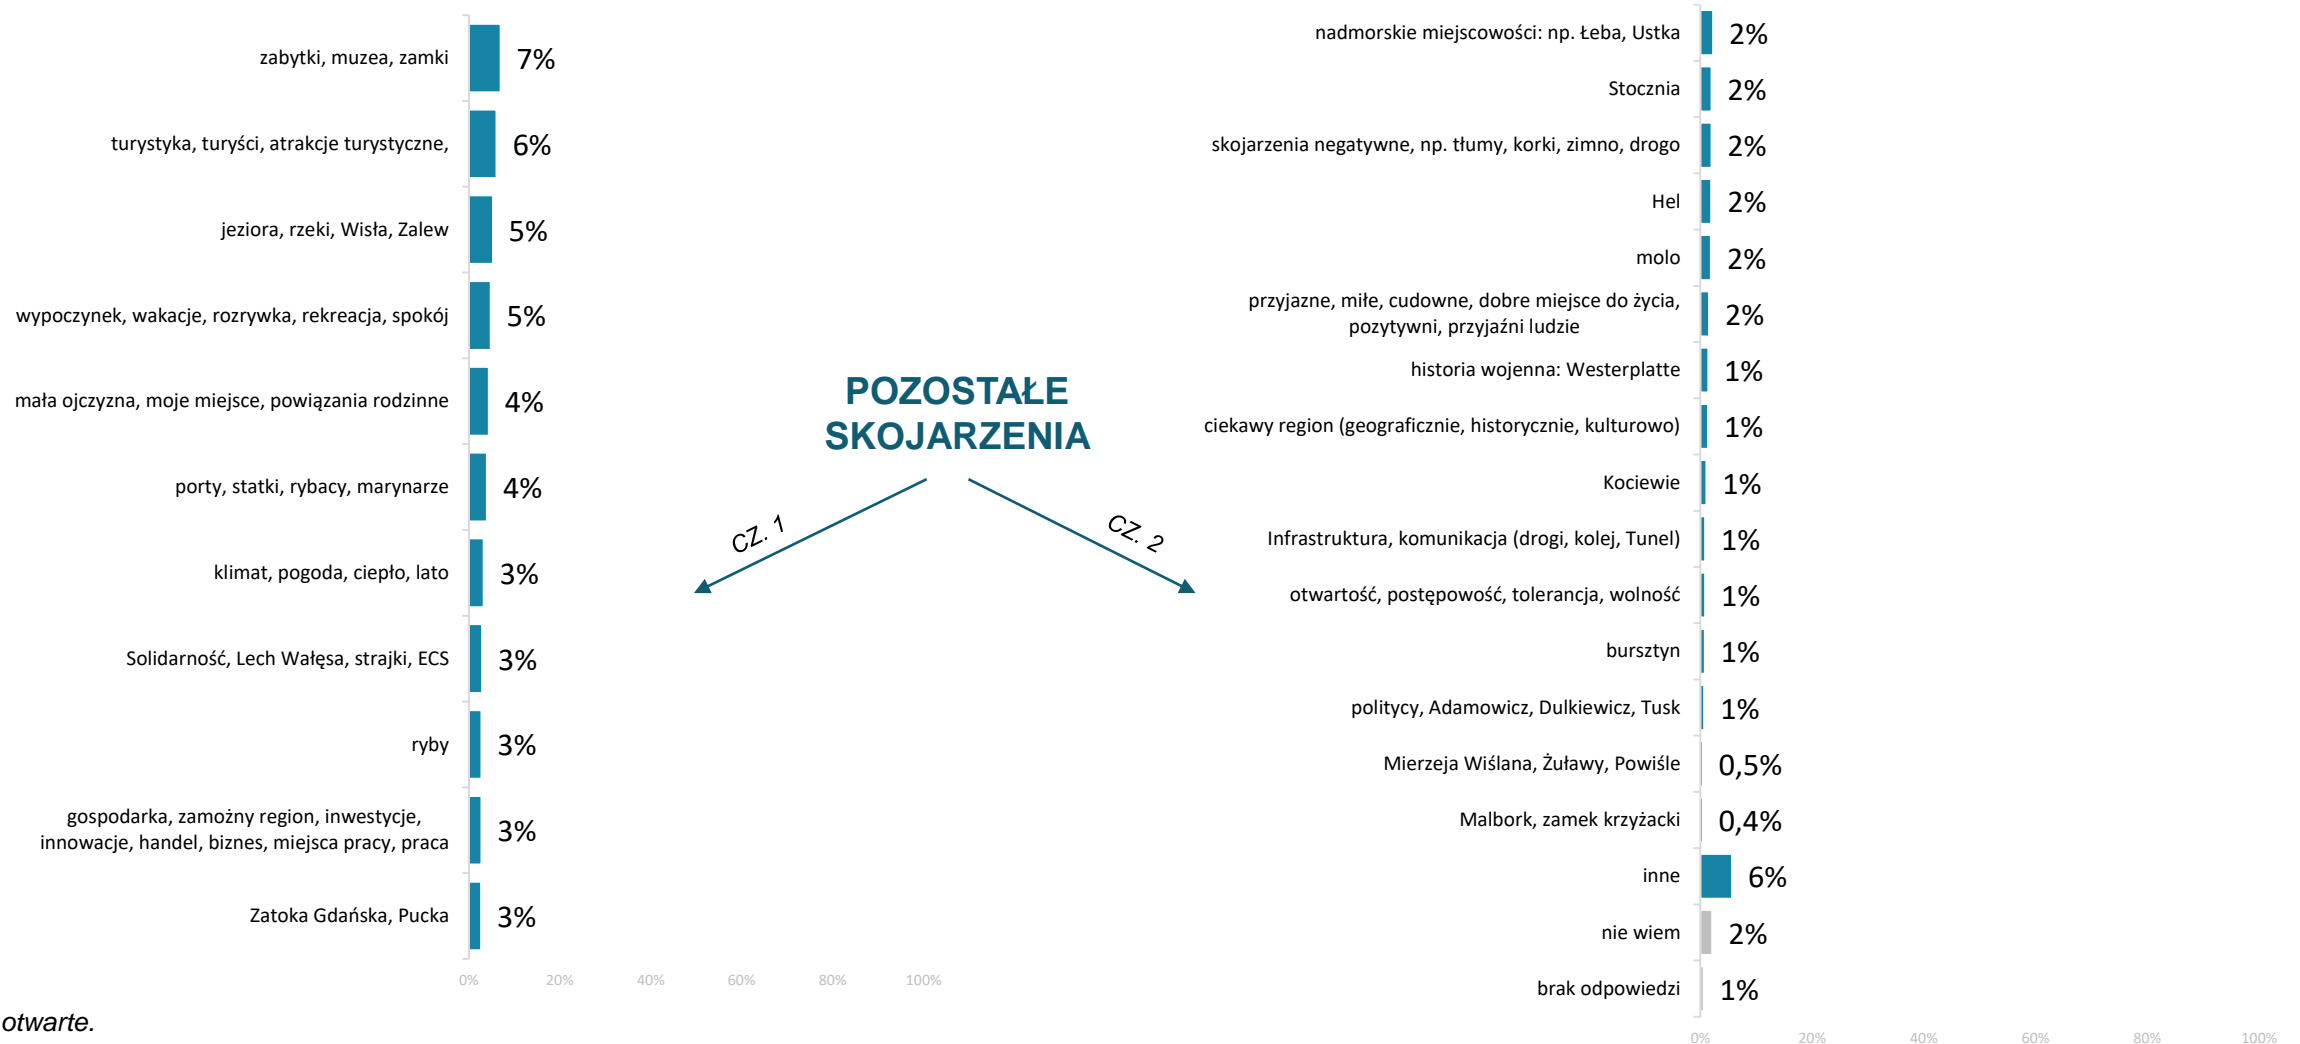 zabytki, muzea, zamki
7%
turystyka, turyści, atrakcje turystyczne,
6%
jeziora, rzeki, Wisła, Zalew
5%
wypoczynek, wakacje, rozrywka, rekreacja, spokój
5%
mała ojczyzna, moje miejsce, powiązania rodzinne
4%
porty, statki, rybacy, marynarze
4%
klimat, pogoda, ciepło, lato
3%
Solidarność, Lech Wałęsa, strajki, ECS
3%
ryby
3%
gospodarka, zamożny region, inwestycje,
innowacje, handel, biznes, miejsca pracy, praca
3%
Zatoka Gdańska, Pucka
3%
0% 20% 40% 60% 80% 100%
otwarte.
POZOSTAŁE
SKOJARZENIA
CZ. 1
CZ. 2
nadmorskie miejscowości: np. Łeba, Ustka
2%
Stocznia
2%
skojarzenia negatywne, np. tłumy, korki, zimno, drogo
2%
Hel
2%
molo
2%
przyjazne, miłe, cudowne, dobre miejsce do życia,
pozytywni, przyjaźni ludzie
2%
historia wojenna: Westerplatte
1%
ciekawy region (geograficznie, historycznie, kulturowo)
1%
Kociewie
1%
Infrastruktura, komunikacja (drogi, kolej, Tunel)
1%
otwartość, postępowość, tolerancja, wolność
1%
bursztyn
1%
politycy, Adamowicz, Dulkiewicz, Tusk
1%
Mierzeja Wiślana, Żuławy, Powiśle
0,5%
Malbork, zamek krzyżacki
0,4%
inne
6%
nie wiem
2%
brak odpowiedzi
1%
0% 20% 40% 60% 80% 100%